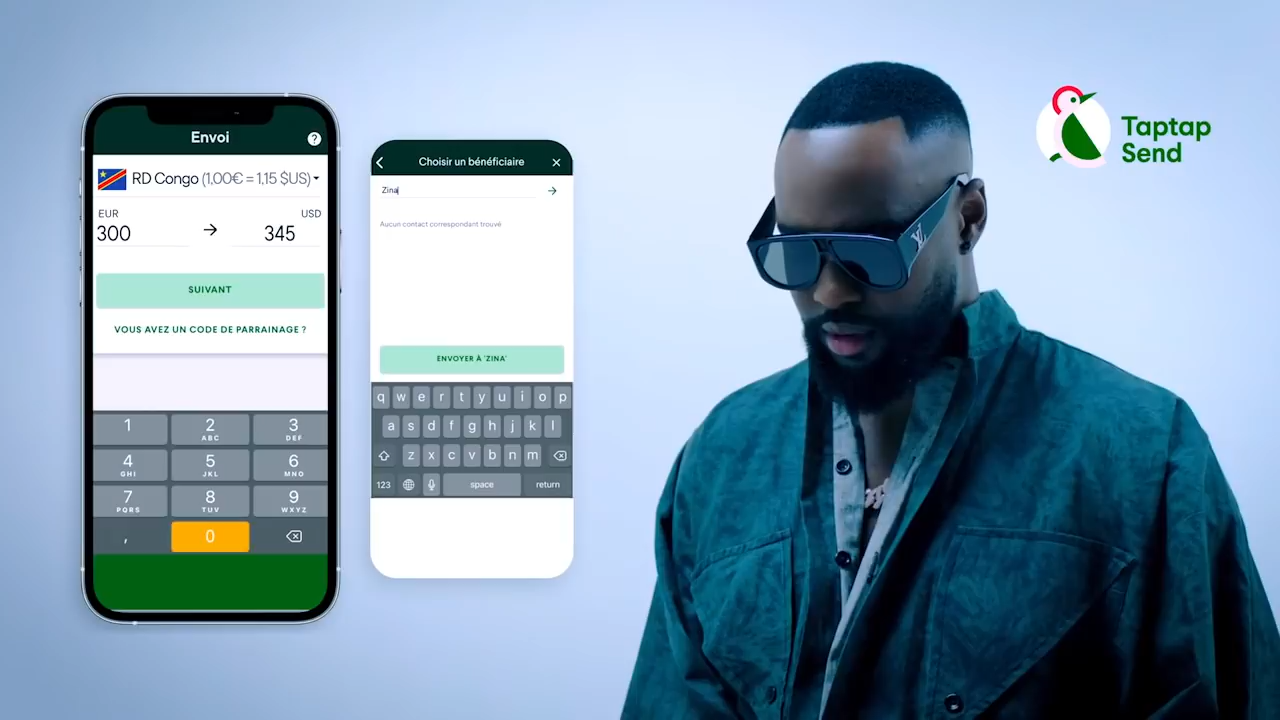 Envoi
?
RD Congo (1,00€ = 1,15 $US)
EUR
USD
300
345
SUIVANT
VOUS AVEZ UN CODE DE PARRAINAGE ?
1
2
ABC
3
DEF
4
GHI
5
JKL
6
MNO
7
PQRS
8
TUV
9
WXYZ
,
0
Choisir un bénéficiaire
Zina
Aucun contact correspondant trouvé
ENVOYER À 'ZINA'
q w e r t y u i o p
a s d f g h j k l
z x c v b n m
123 space return
LV
Taptap
Send